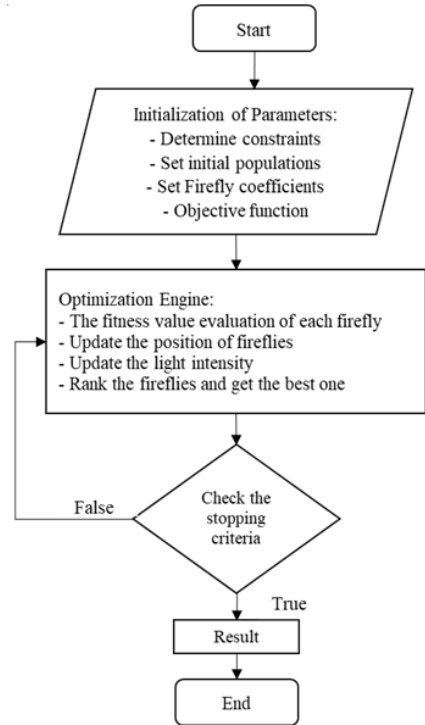 Start
Initialization of Parameters:
- Determine constraints
- Set initial populations
- Set Firefly coefficients
- Objective function
Optimization Engine:
- The fitness value evaluation of each firefly
- Update the position of fireflies
- Update the light intensity
- Rank the fireflies and get the best one
False
Check the
stopping
criteria
True
Result
End